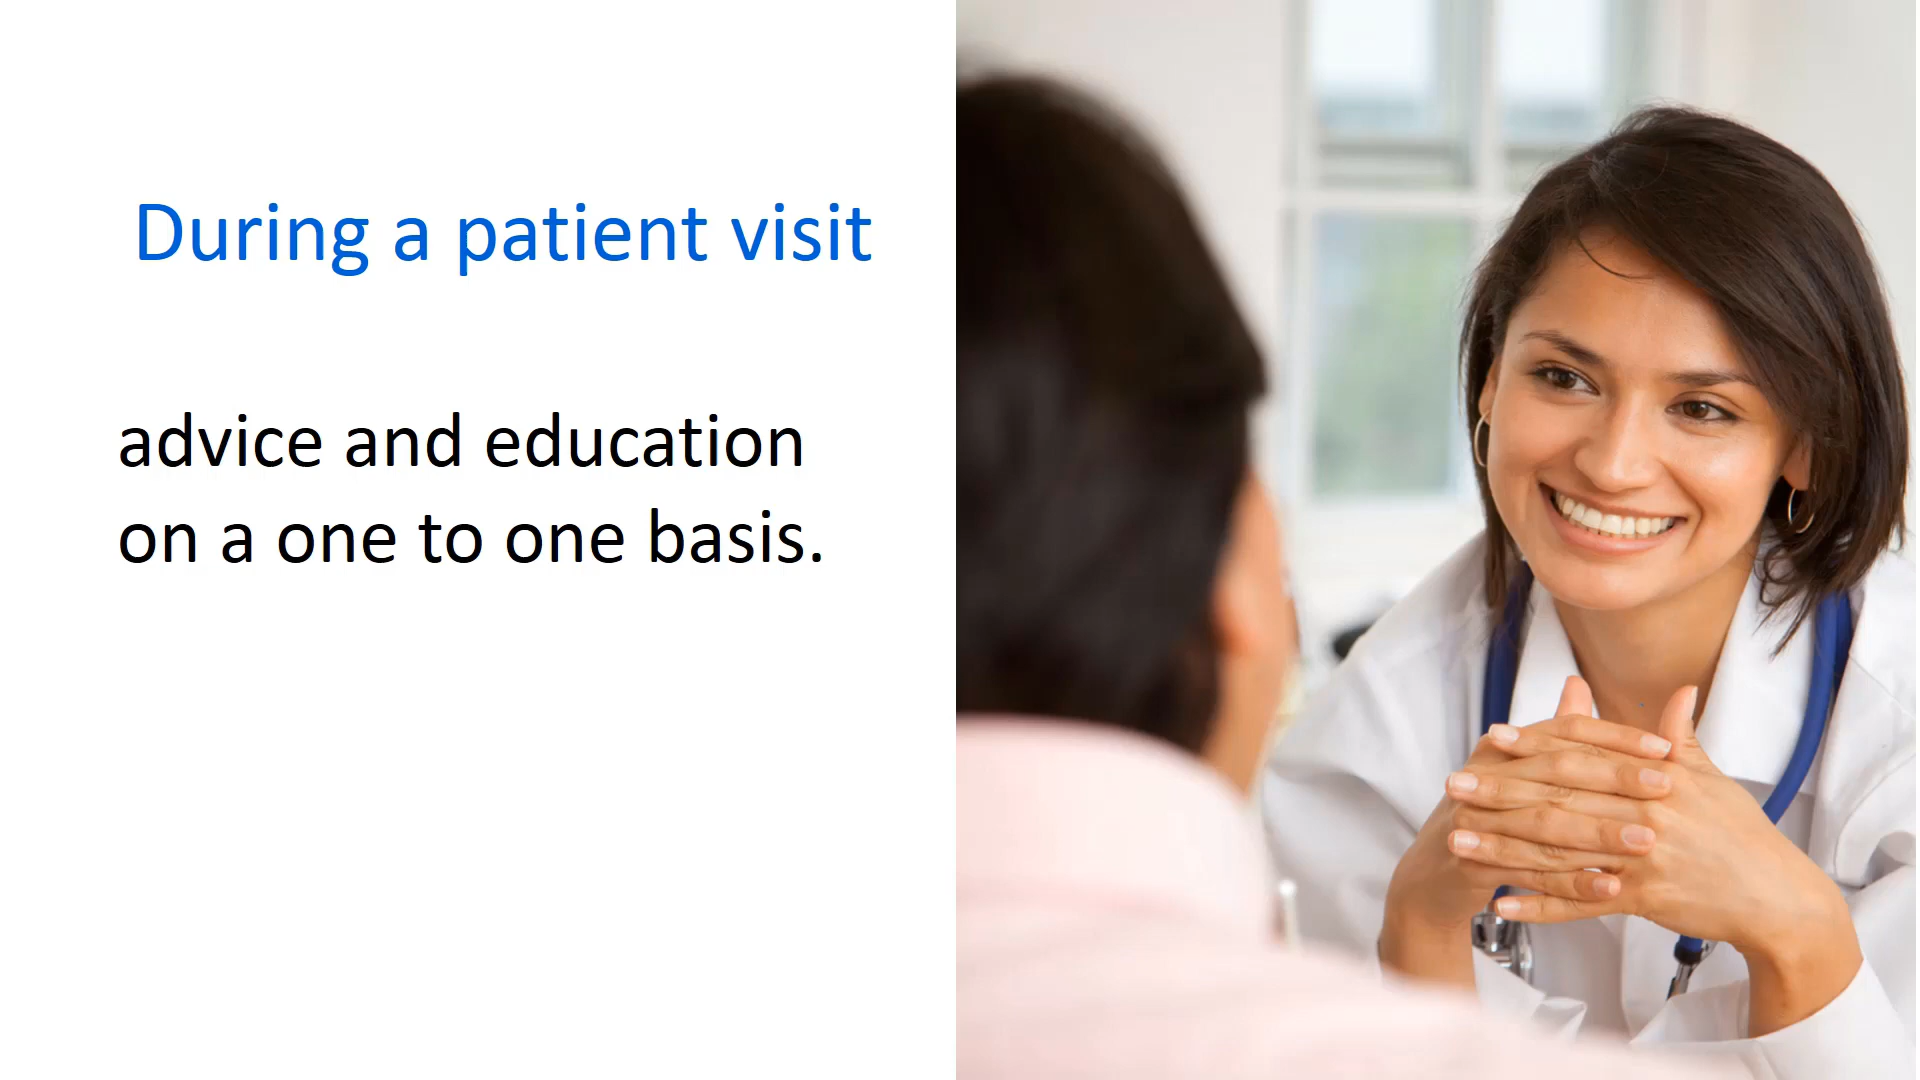 During a patient visit
advice and education
on a one to one basis.